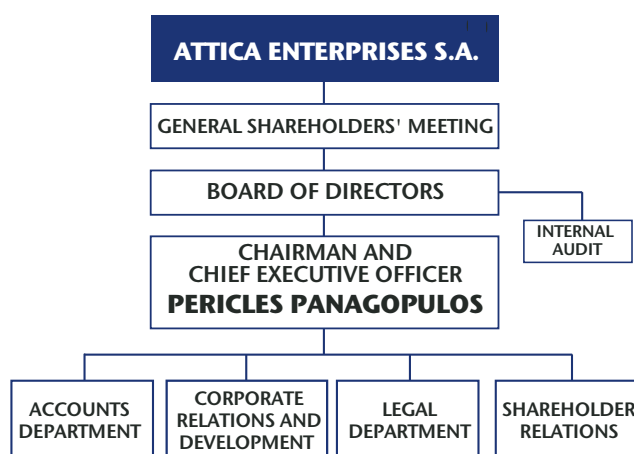 ATTICA ENTERPRISES S.A.
GENERAL SHAREHOLDERS' MEETING
BOARD OF DIRECTORS
INTERNAL
AUDIT
CHAIRMAN AND
CHIEF EXECUTIVE OFFICER
PERICLES PANAGOPULOS
ACCOUNTS
DEPARTMENT
CORPORATE
RELATIONS AND
DEVELOPMENT
LEGAL
DEPARTMENT
SHAREHOLDER
RELATIONS